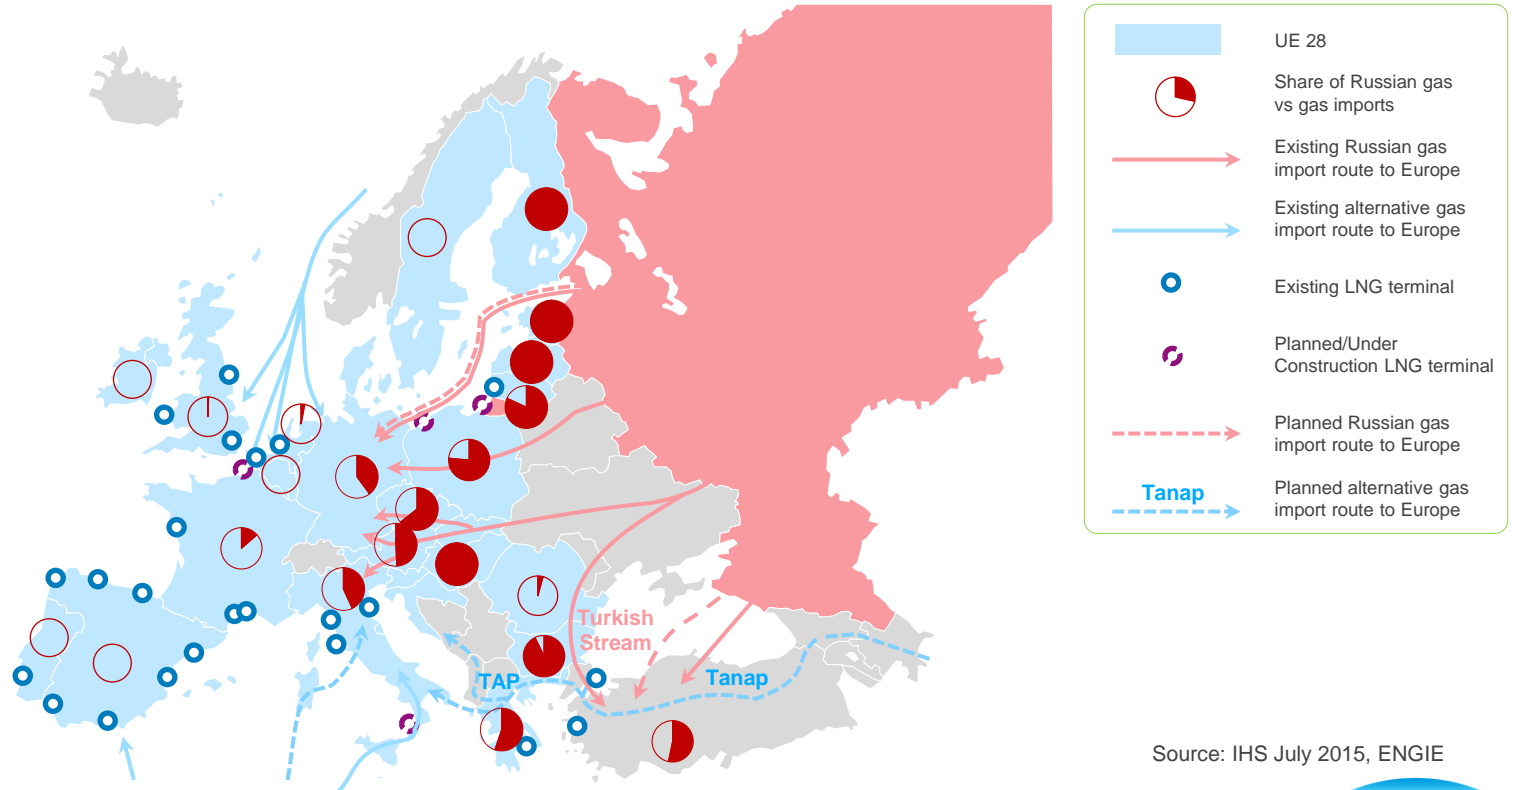 UE 28
Share of Russian gas
vs gas imports
Existing Russian gas
import route to Europe
Existing alternative gas
import route to Europe
Existing LNG terminal
Planned/Under
Construction LNG terminal
Planned Russian gas
import route to Europe
Tanap
Planned alternative gas
import route to Europe
Turkish
Stream
TAP
Tanap
Source: IHS July 2015, ENGIE